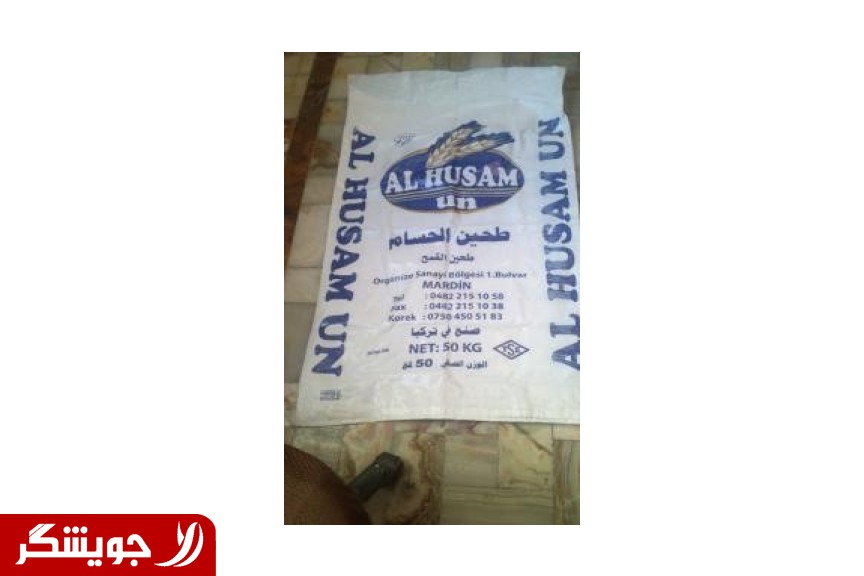 AL HUSAM
un
طحين الحسام
طحين القمح
Organize Sanayi Bölgesi 1.Bulvar
MARDİN
: 0482 215 10 58
FAX : 0482 215 10 38
Korek : 0750 450 51 83
صنع في تركيا
NET: 50 KG
TSE
الوزن الصافي 50 كغ
AL HUSAM UN
AL HUSAM UN
جویشگر